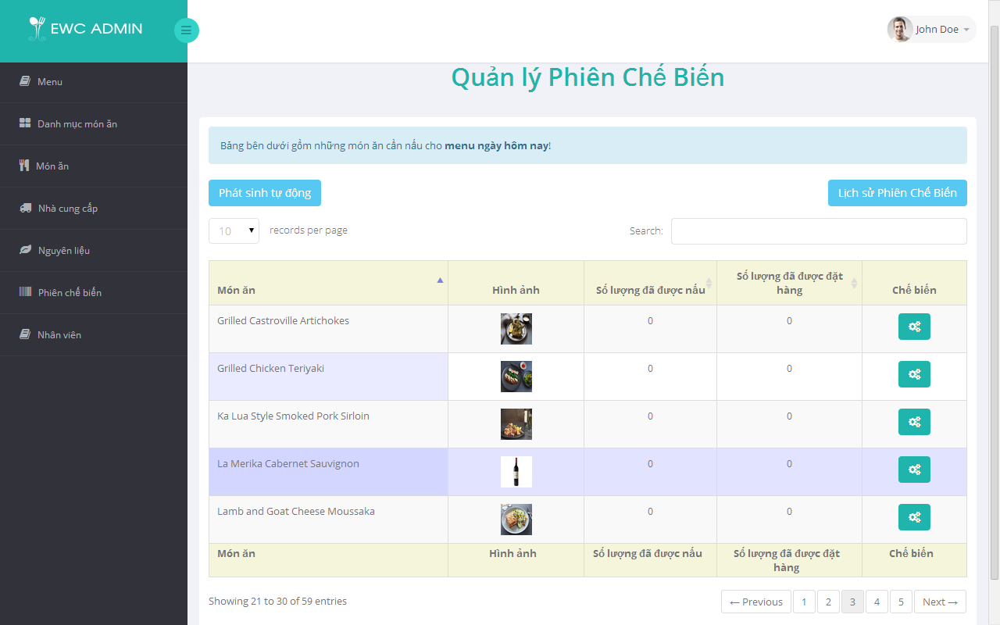 EWC ADMIN
John Doe
Menu
Danh mục món ăn
Món ăn
Nhà cung cấp
Nguyên liệu
Phiên chế biến
Nhân viên
Quản lý Phiên Chế Biến
Bảng bên dưới gồm những món ăn cần nấu cho menu ngày hôm nay!
Phát sinh tự động
Lịch sử Phiên Chế Biến
10 records per page
Search:
Món ăn Hình ảnh Số lượng đã được nấu Số lượng đã được đặt hàng Chế biến
Grilled Castroville Artichokes 0 0
Grilled Chicken Teriyaki 0 0
Ka Lua Style Smoked Pork Sirloin 0 0
La Merika Cabernet Sauvignon 0 0
Lamb and Goat Cheese Moussaka 0 0
Món ăn Hình ảnh Số lượng đã được nấu Số lượng đã được đặt hàng Chế biến
Showing 21 to 30 of 59 entries
← Previous 1 2 3 4 5 Next →